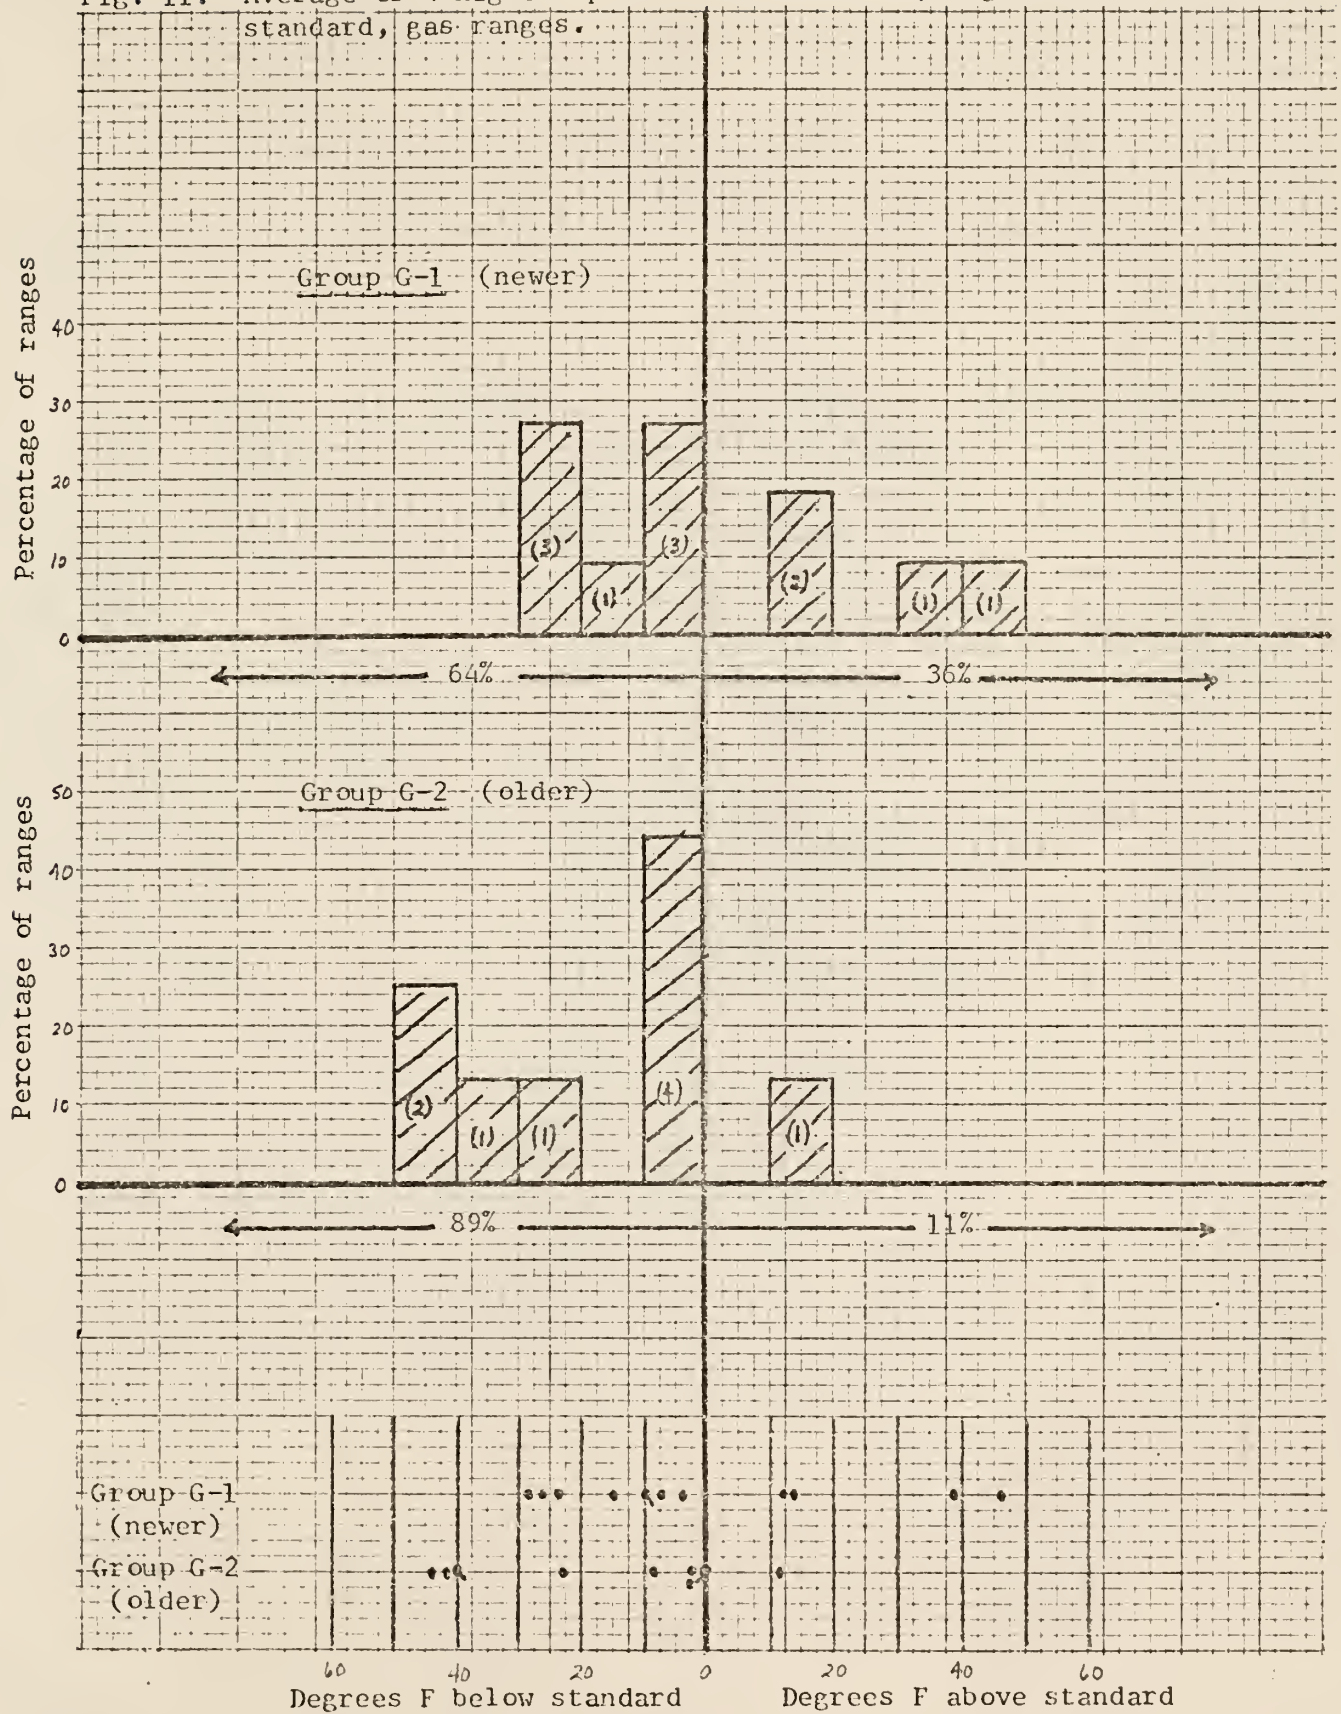 standard, gas ranges.
Group G-1 (newer)
Percentage of ranges
40
30
20
10
0
(3)
(1)
(3)
(2)
(1)
(1)
64%
36%
Group G-2 (older)
Percentage of ranges
50
40
30
20
10
0
(2)
(1)
(1)
(4)
(1)
89%
11%
Group G-1
(newer)
Group G-2
(older)
60 40 20 0 20 40 60
Degrees F below standard Degrees F above standard